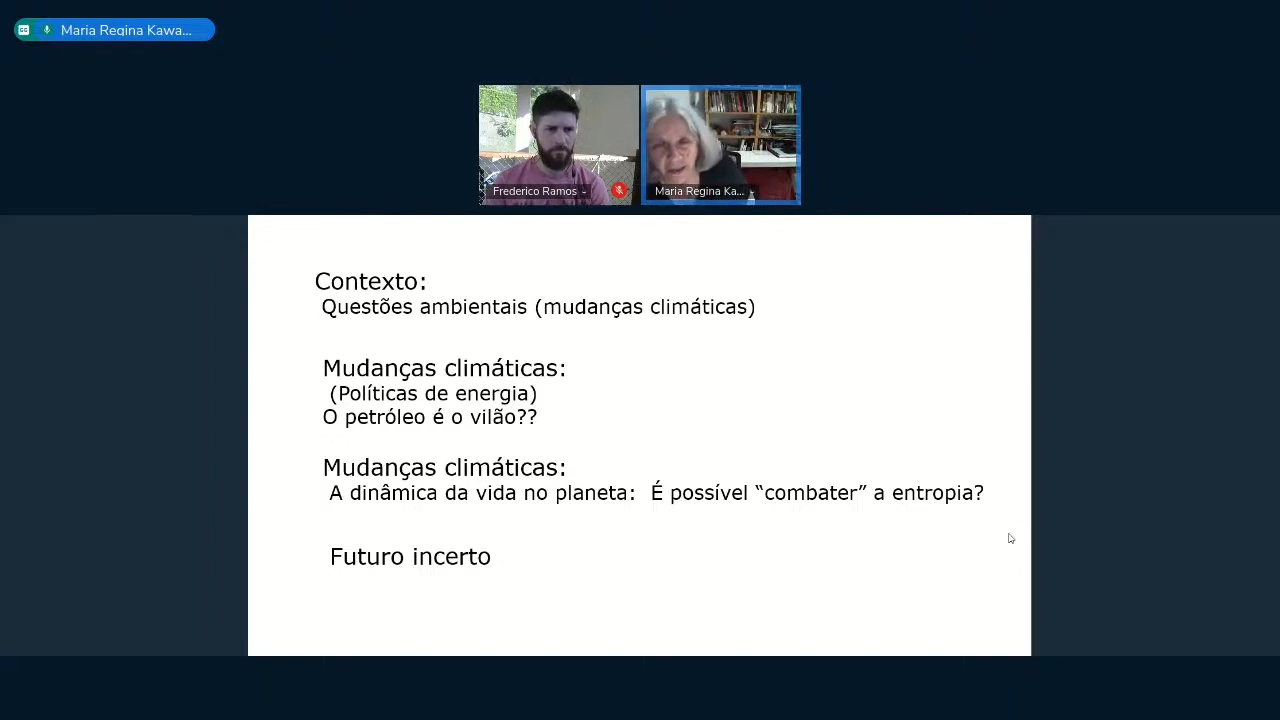 Maria Regina Kawa...
Frederico Ramos -
Maria Regina Ka... -
Contexto:
Questões ambientais (mudanças climáticas)
Mudanças climáticas:
(Políticas de energia)
O petróleo é o vilão??
Mudanças climáticas:
A dinâmica da vida no planeta: É possível “combater” a entropia?
Futuro incerto